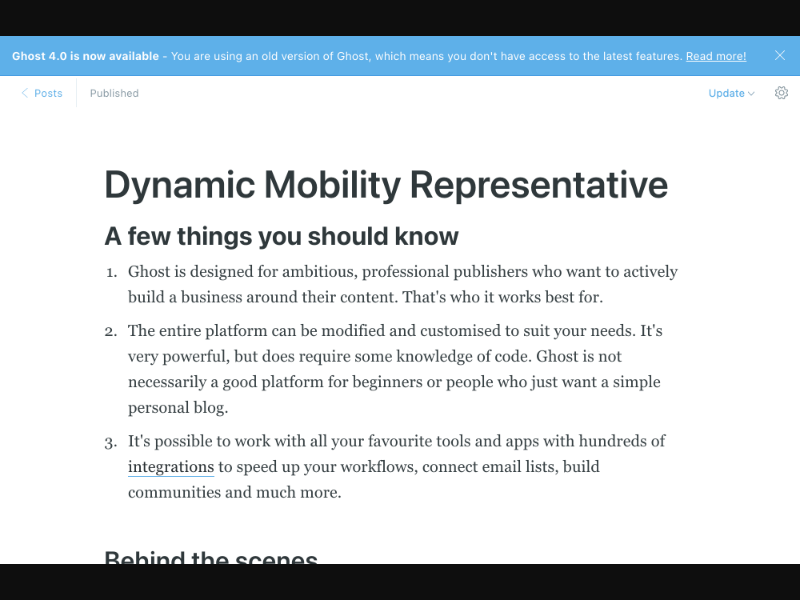 Ghost 4.0 is now available - You are using an old version of Ghost, which means you don't have access to the latest features. Read more!
Posts
Published
Update
Dynamic Mobility Representative
A few things you should know
1. Ghost is designed for ambitious, professional publishers who want to actively
build a business around their content. That's who it works best for.
2. The entire platform can be modified and customised to suit your needs. It's
very powerful, but does require some knowledge of code. Ghost is not
necessarily a good platform for beginners or people who just want a simple
personal blog.
3. It's possible to work with all your favourite tools and apps with hundreds of
integrations to speed up your workflows, connect email lists, build
communities and much more.
Behind the scenes